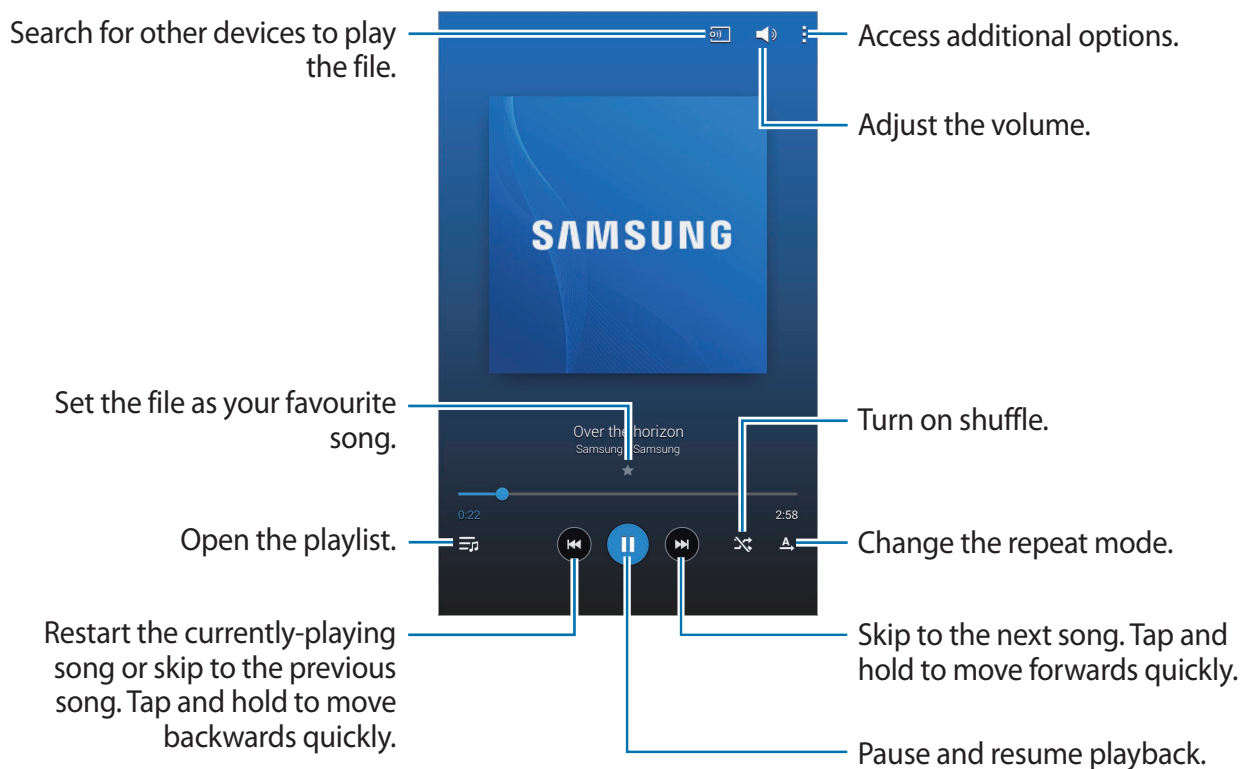 Search for other devices to play
the file.
Access additional options.
Adjust the volume.
SAMSUNG
Set the file as your favourite
song.
Over the horizon
Samsung Samsung
Turn on shuffle.
0:22
2:58
Open the playlist.
A
Change the repeat mode.
Restart the currently-playing
song or skip to the previous
song. Tap and hold to move
backwards quickly.
Skip to the next song. Tap and
hold to move forwards quickly.
Pause and resume playback.